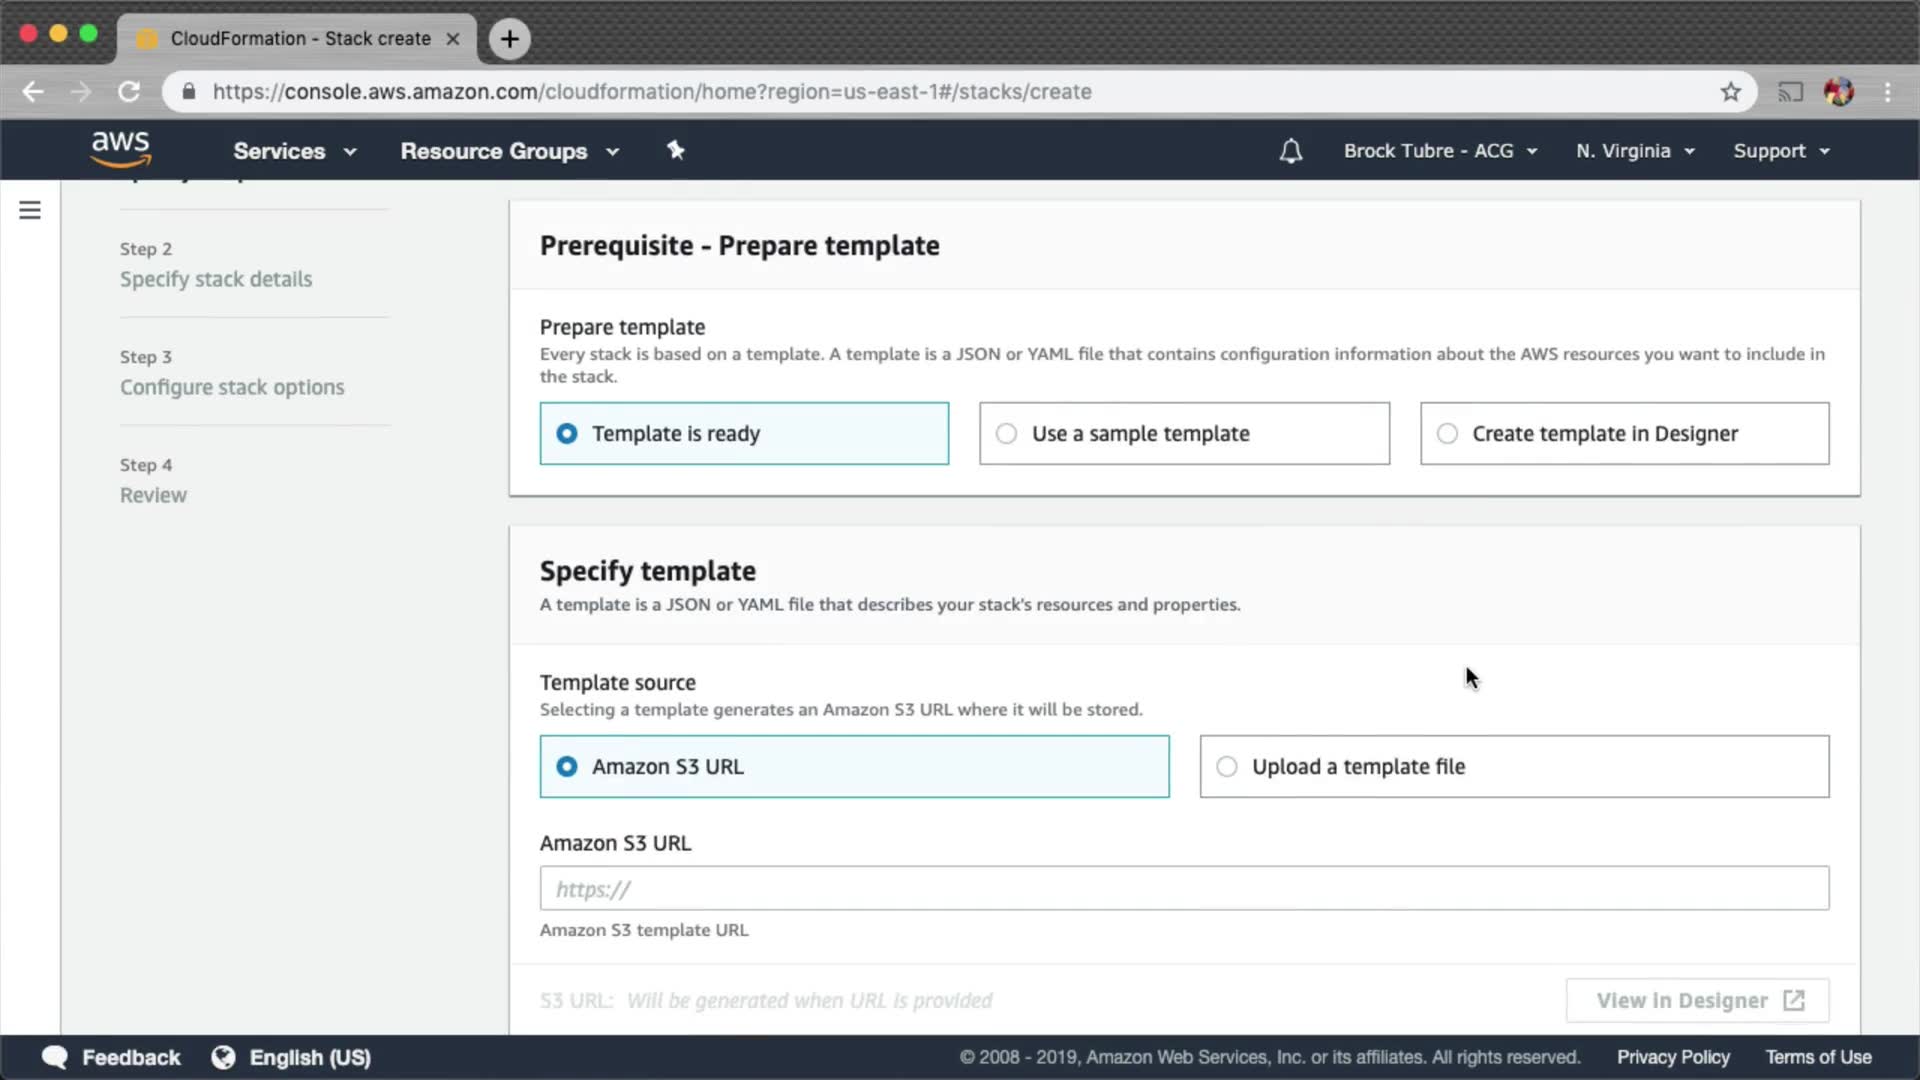 CloudFormation - Stack create
https://console.aws.amazon.com/cloudformation/home?region=us-east-1#/stacks/create
aws
Services
Resource Groups
Brock Tubre - ACG
N. Virginia
Support
Step 2
Specify stack details
Step 3
Configure stack options
Step 4
Review
Prerequisite - Prepare template
Prepare template
Every stack is based on a template. A template is a JSON or YAML file that contains configuration information about the AWS resources you want to include in
the stack.
Template is ready
Use a sample template
Create template in Designer
Specify template
A template is a JSON or YAML file that describes your stack's resources and properties.
Template source
Selecting a template generates an Amazon S3 URL where it will be stored.
Amazon S3 URL
Upload a template file
Amazon S3 URL
https://
Amazon S3 template URL
S3 URL: Will be generated when URL is provided
View in Designer
Feedback
English (US)
© 2008 - 2019, Amazon Web Services, Inc. or its affiliates. All rights reserved.
Privacy Policy
Terms of Use